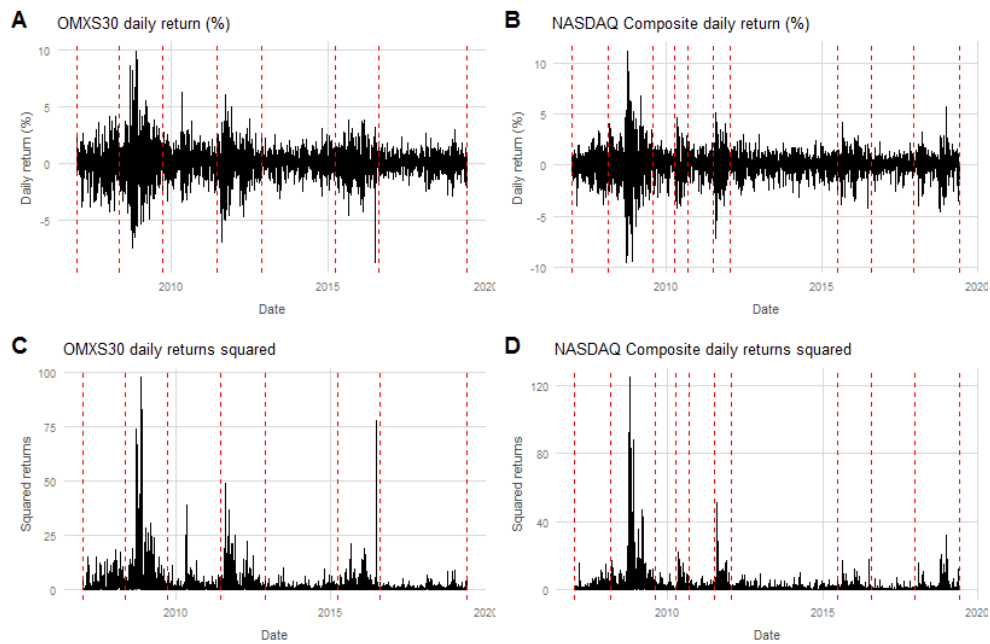 A OMXS30 daily return (%)
10
5
0
-5
Daily return (%)
2010 2015 2020
Date
B NASDAQ Composite daily return (%)
10
5
0
-5
-10
Daily return (%)
2010 2015 2020
Date
C OMXS30 daily returns squared
100
75
50
25
0
Squared returns
2010 2015 2020
Date
D NASDAQ Composite daily returns squared
120
80
40
0
Squared returns
2010 2015 2020
Date